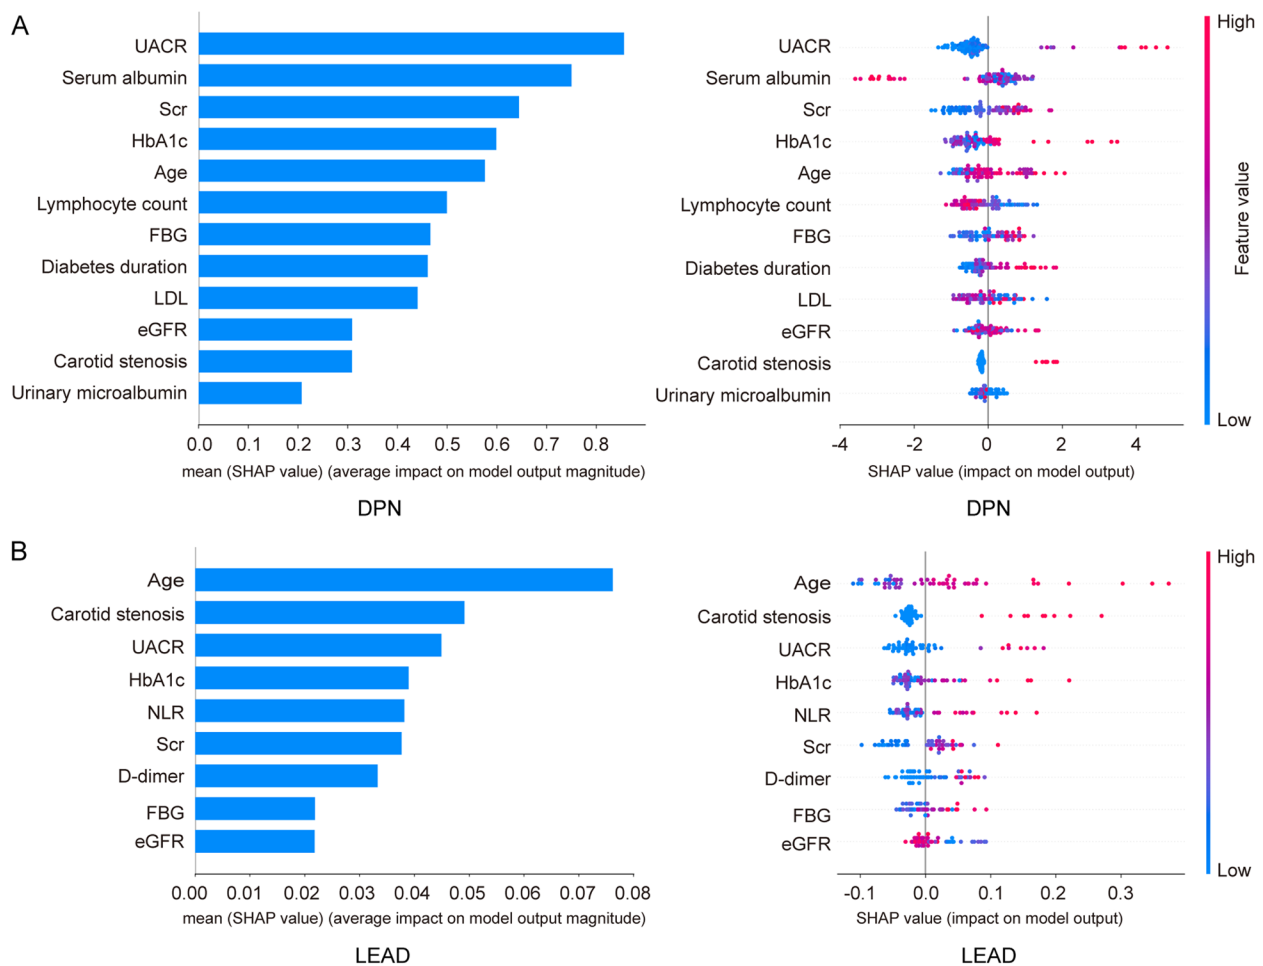 A
UACR
Serum albumin
Scr
HbA1c
Age
Lymphocyte count
FBG
Diabetes duration
LDL
eGFR
Carotid stenosis
Urinary microalbumin
0.0 0.1 0.2 0.3 0.4 0.5 0.6 0.7 0.8
mean (SHAP value) (average impact on model output magnitude)
DPN
UACR
Serum albumin
Scr
HbA1c
Age
Lymphocyte count
FBG
Diabetes duration
LDL
eGFR
Carotid stenosis
Urinary microalbumin
-4 -2 0 2 4
SHAP value (impact on model output)
DPN
High
Feature value
Low
B
Age
Carotid stenosis
UACR
HbA1c
NLR
Scr
D-dimer
FBG
eGFR
0.00 0.01 0.02 0.03 0.04 0.05 0.06 0.07 0.08
mean (SHAP value) (average impact on model output magnitude)
LEAD
Age
Carotid stenosis
UACR
HbA1c
NLR
Scr
D-dimer
FBG
eGFR
-0.1 0.0 0.1 0.2 0.3
SHAP value (impact on model output)
LEAD
High
Low